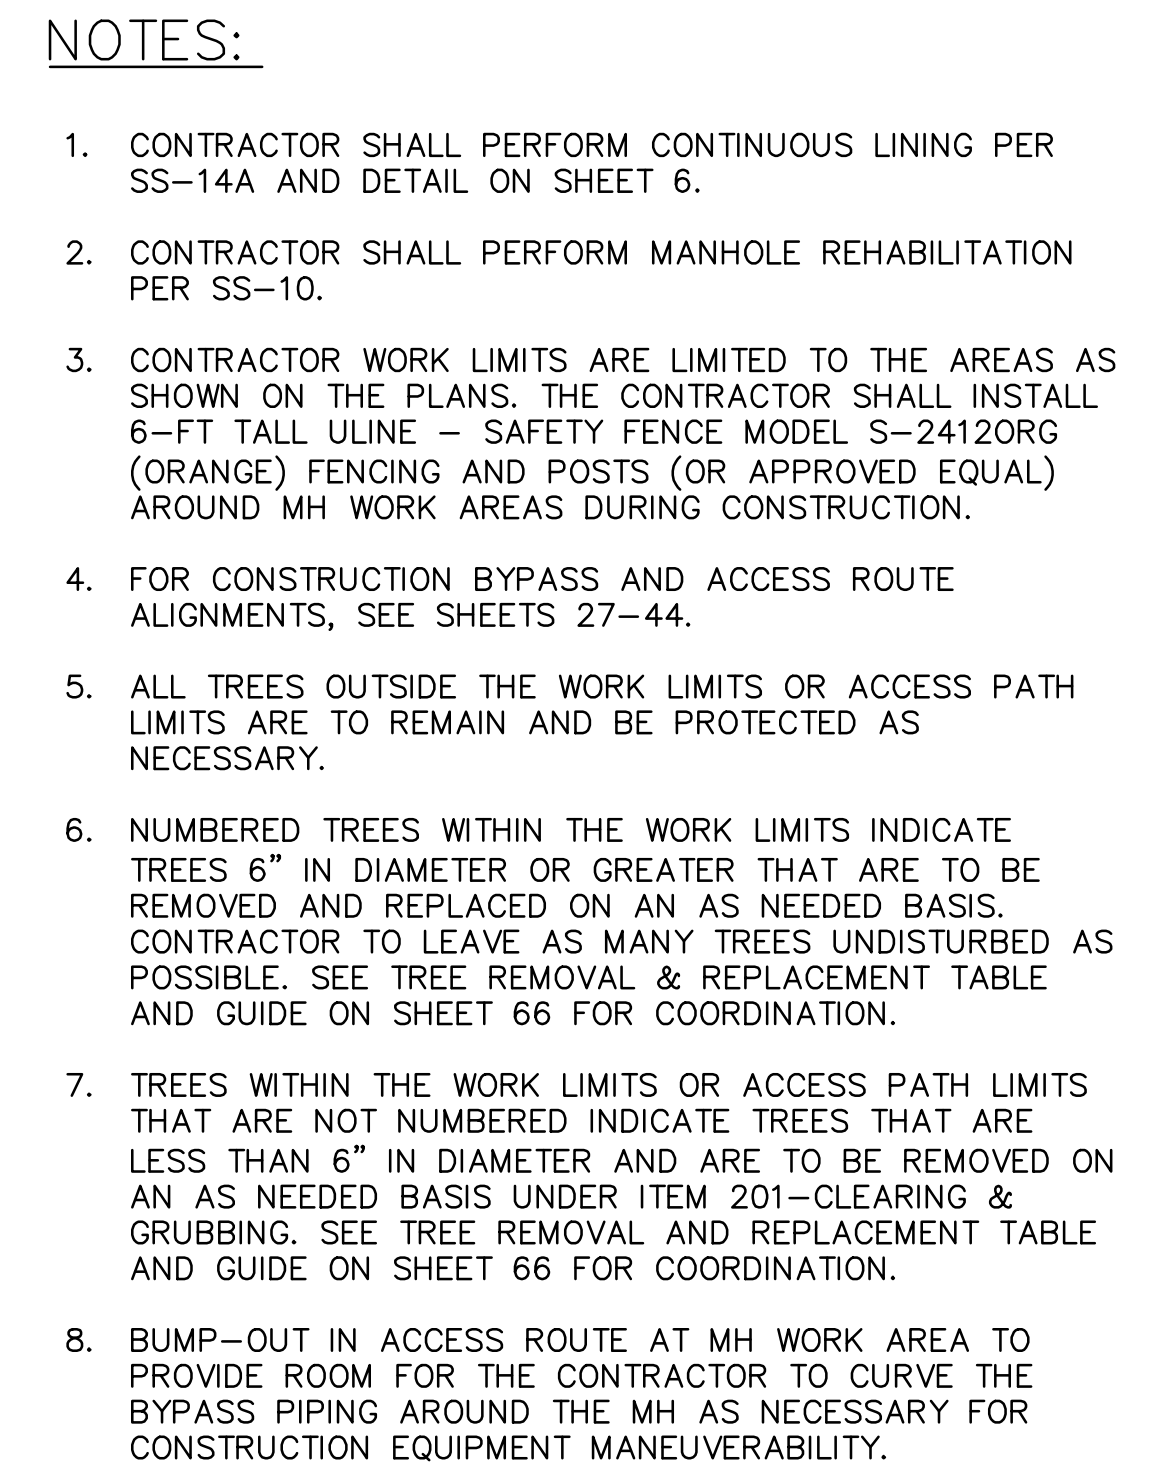 NOTES:
1. CONTRACTOR SHALL PERFORM CONTINUOUS LINING PER
SS-14A AND DETAIL ON SHEET 6.
2. CONTRACTOR SHALL PERFORM MANHOLE REHABILITATION
PER SS-10.
3. CONTRACTOR WORK LIMITS ARE LIMITED TO THE AREAS AS
SHOWN ON THE PLANS. THE CONTRACTOR SHALL INSTALL
6-FT TALL ULINE - SAFETY FENCE MODEL S-2412ORG
(ORANGE) FENCING AND POSTS (OR APPROVED EQUAL)
AROUND MH WORK AREAS DURING CONSTRUCTION.
4. FOR CONSTRUCTION BYPASS AND ACCESS ROUTE
ALIGNMENTS, SEE SHEETS 27-44.
5. ALL TREES OUTSIDE THE WORK LIMITS OR ACCESS PATH
LIMITS ARE TO REMAIN AND BE PROTECTED AS
NECESSARY.
6. NUMBERED TREES WITHIN THE WORK LIMITS INDICATE
TREES 6" IN DIAMETER OR GREATER THAT ARE TO BE
REMOVED AND REPLACED ON AN AS NEEDED BASIS.
CONTRACTOR TO LEAVE AS MANY TREES UNDISTURBED AS
POSSIBLE. SEE TREE REMOVAL & REPLACEMENT TABLE
AND GUIDE ON SHEET 66 FOR COORDINATION.
7. TREES WITHIN THE WORK LIMITS OR ACCESS PATH LIMITS
THAT ARE NOT NUMBERED INDICATE TREES THAT ARE
LESS THAN 6" IN DIAMETER AND ARE TO BE REMOVED ON
AN AS NEEDED BASIS UNDER ITEM 201-CLEARING &
GRUBBING. SEE TREE REMOVAL AND REPLACEMENT TABLE
AND GUIDE ON SHEET 66 FOR COORDINATION.
8. BUMP-OUT IN ACCESS ROUTE AT MH WORK AREA TO
PROVIDE ROOM FOR THE CONTRACTOR TO CURVE THE
BYPASS PIPING AROUND THE MH AS NECESSARY FOR
CONSTRUCTION EQUIPMENT MANEUVERABILITY.